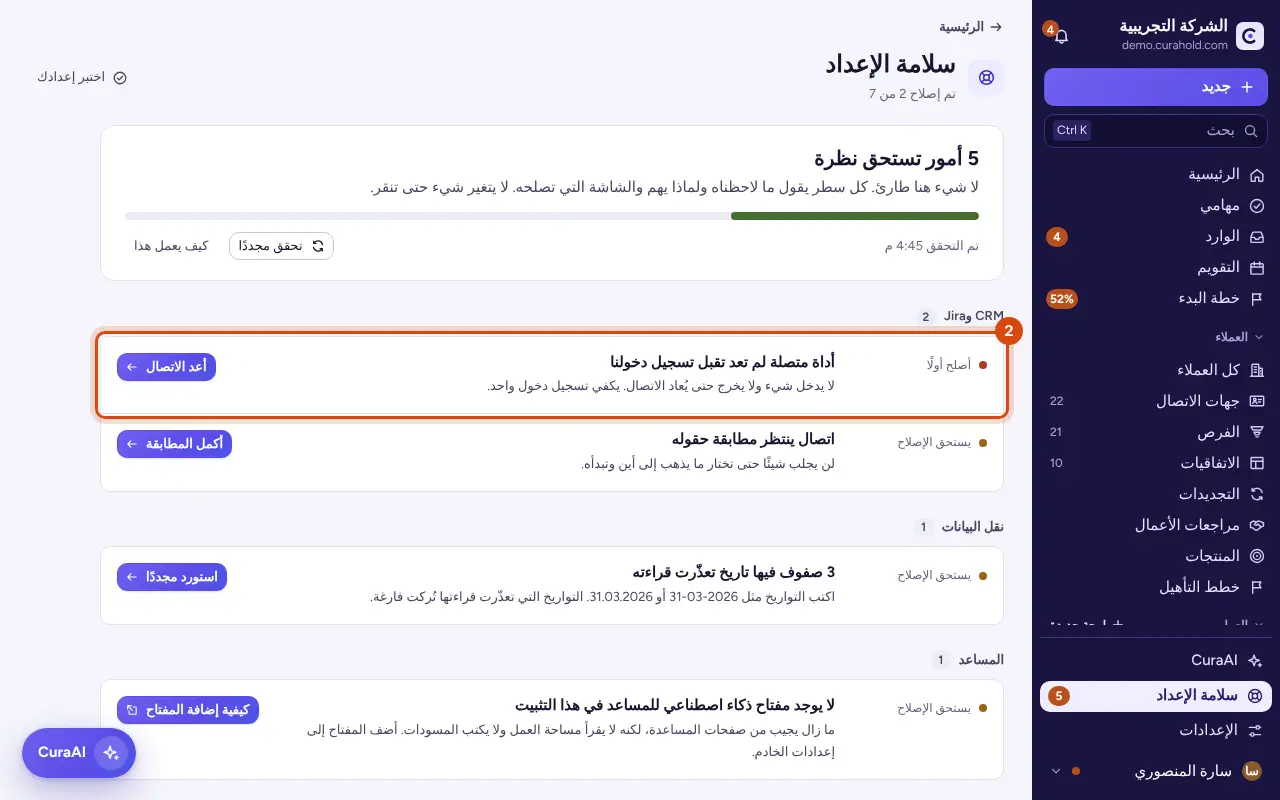 الشركة التجريبية
demo.curahold.com
4
جديد
بحث
Ctrl K
الرئيسية
مهامي
الوارد
4
التقويم
خطة البدء
52%
العملاء
كل العملاء
جهات الاتصال
22
الفرص
21
الاتفاقيات
10
التجديدات
مراجعات الأعمال
المنتجات
خطط التأهيل
CuraAI
سلامة الإعداد
5
الإعدادات
سا
سارة المنصوري
الرئيسية
سلامة الإعداد
تم إصلاح 2 من 7
اختبر إعدادك
5 أمور تستحق نظرة
لا شيء هنا طارئ. كل سطر يقول ما لاحظناه ولماذا يهم والشاشة التي تصلحه. لا يتغير شيء حتى تنقر.
تم التحقق 4:45 م
تحقق مجددًا
كيف يعمل هذا
CRM وJira
2
2
أصلح أولًا
أداة متصلة لم تعد تقبل تسجيل دخولنا
لا يدخل شيء ولا يخرج حتى يُعاد الاتصال. يكفي تسجيل دخول واحد.
أعد الاتصال
يستحق الإصلاح
اتصال ينتظر مطابقة حقوله
لن يجلب شيئًا حتى تختار ما يذهب إلى أين وتبدأه.
أكمل المطابقة
نقل البيانات
1
يستحق الإصلاح
3 صفوف فيها تاريخ تعذّرت قراءته
اكتب التواريخ مثل 2026-03-31 أو 31.03.2026. التواريخ التي تعذّرت قراءتها تُركت فارغة.
استورد مجددًا
المساعد
1
يستحق الإصلاح
لا يوجد مفتاح ذكاء اصطناعي للمساعد في هذا التثبيت
ما زال يجيب من صفحات المساعدة، لكنه لا يقرأ مساحة العمل ولا يكتب المسودات. أضف المفتاح إلى
إعدادات الخادم.
كيفية إضافة المفتاح
CuraAI